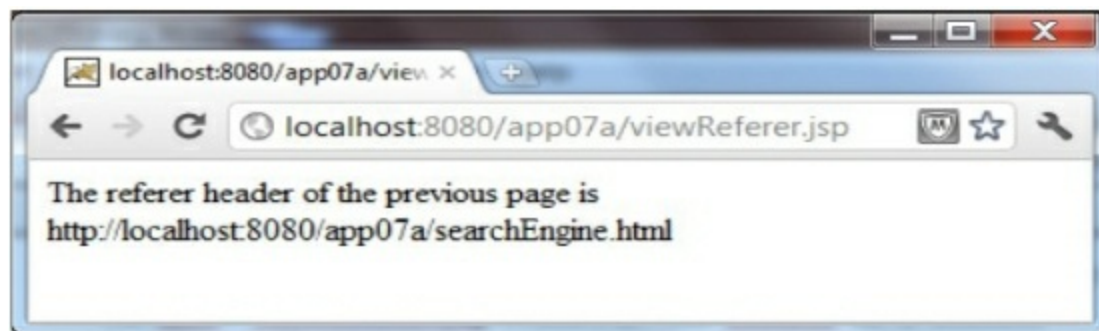 localhost:8080/app07a/view
localhost:8080/app07a/viewReferer.jsp
The referer header of the previous page is
http://localhost:8080/app07a/searchEngine.html